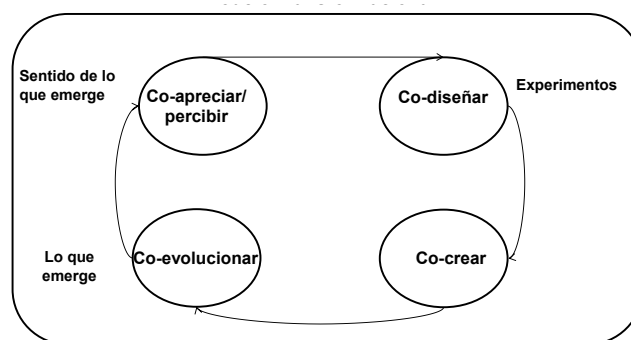 Sentido de lo
que emerge
Co-apreciar/
percibir
Co-diseñar
Experimentos
Lo que
emerge
Co-evolucionar
Co-crear